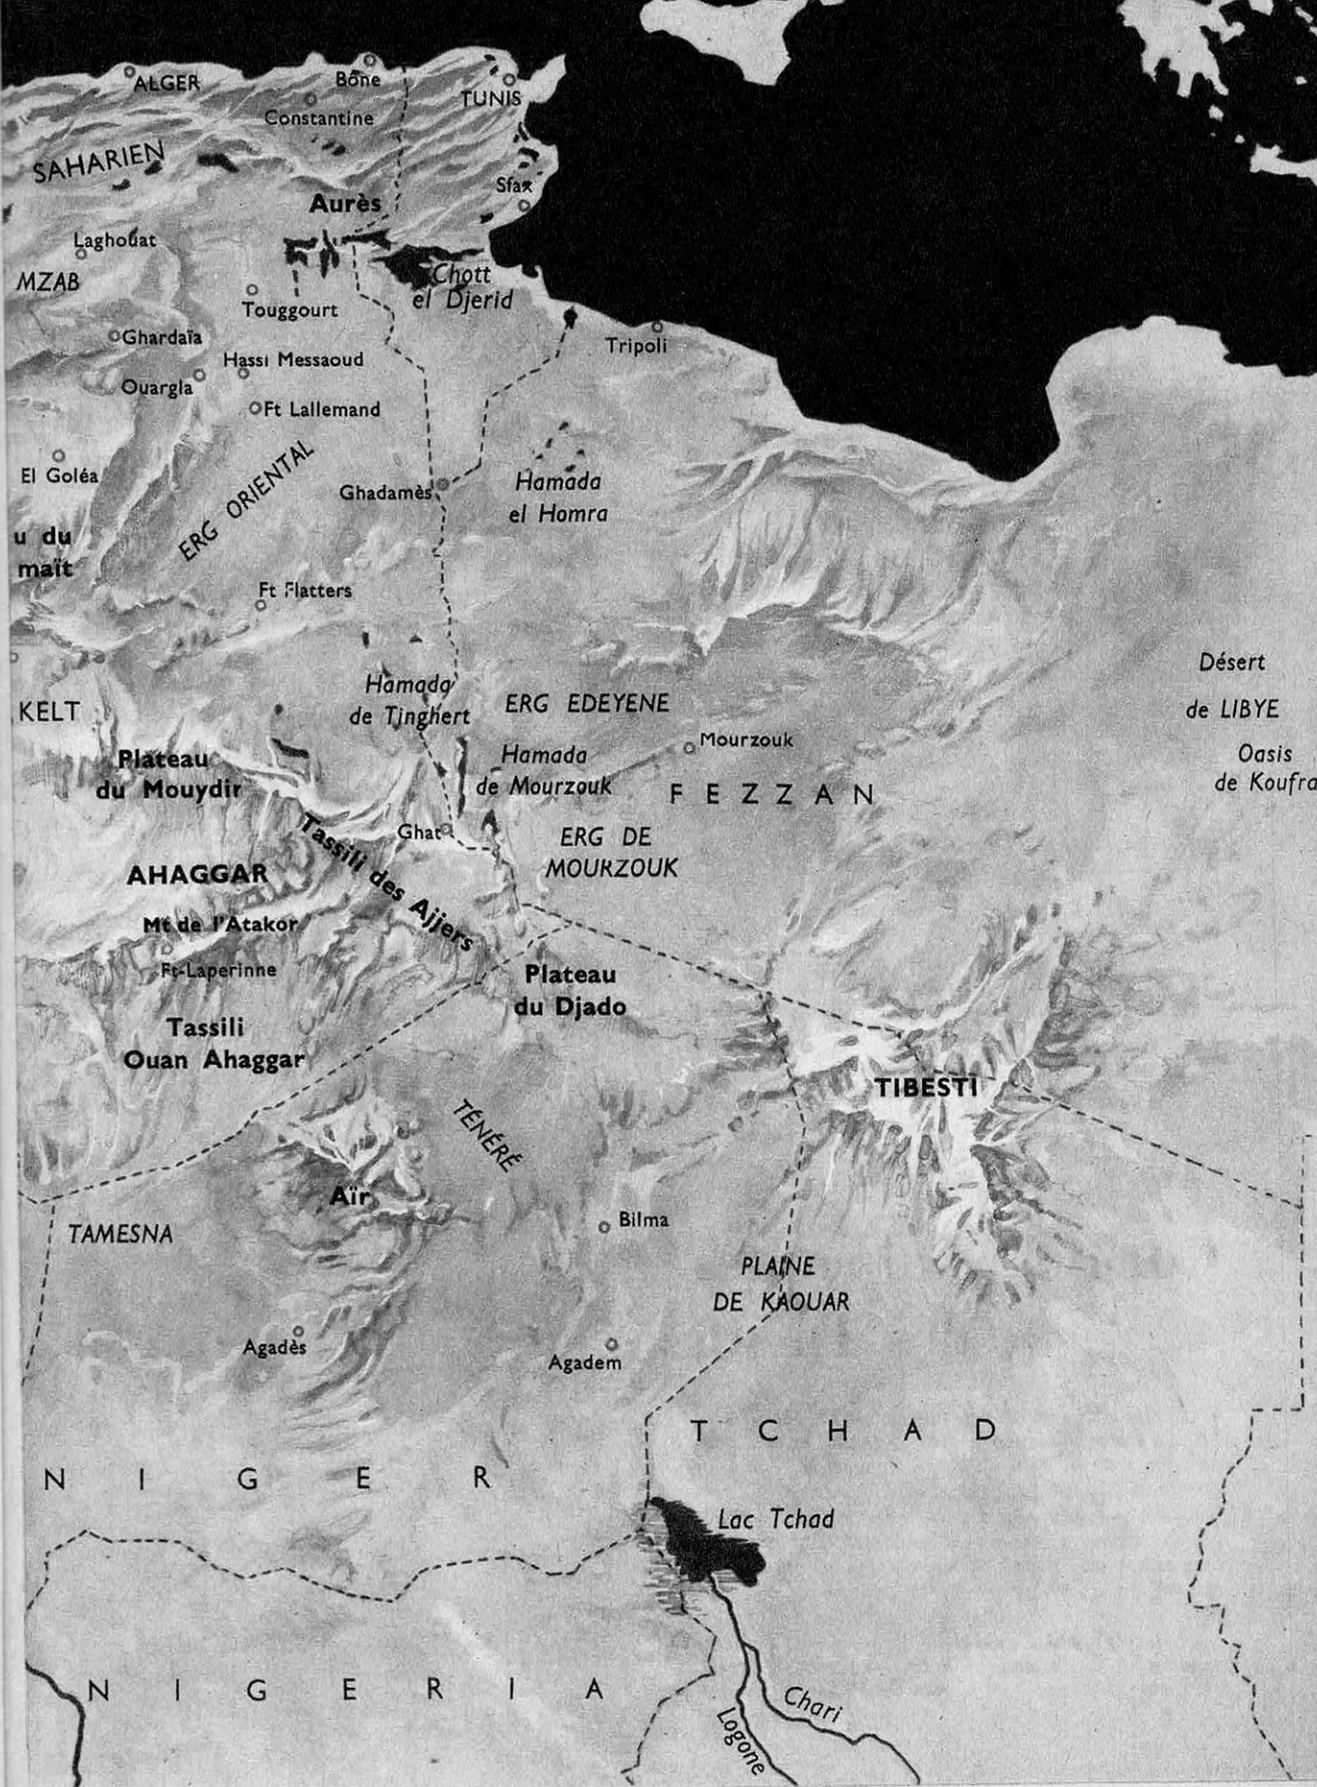 ALGER
Bône
TUNIS
Constantine
SAHARIEN
Sfax
Aurès
Laghouat
MZAB
Chott
el Djerid
Touggourt
Ghardaïa
Tripoli
Hassi Messaoud
Ouargla
Ft Lallemand
El Goléa
ERG ORIENTAL
Ghadamès
Hamada
el Homra
u du
maït
Ft Flatters
Désert
de LIBYE
Hamada
de Tinghert
KELT
ERG EDEYENE
Mourzouk
Oasis
de Koufra
Plateau
du Mouydir
Hamada
de Mourzouk
FEZZAN
Ghat
Tassili des Ajjers
ERG DE
MOURZOUK
AHAGGAR
Mt de l'Atakor
Ft-Laperinne
Plateau
du Djado
Tassili
Ouan Ahaggar
TIBESTI
TÉNÉRÉ
Aïr
TAMESNA
Bilma
PLAINE
DE KAOUAR
Agadès
Agadem
TCHAD
NIGER
Lac Tchad
NIGERIA
Chari
Logone